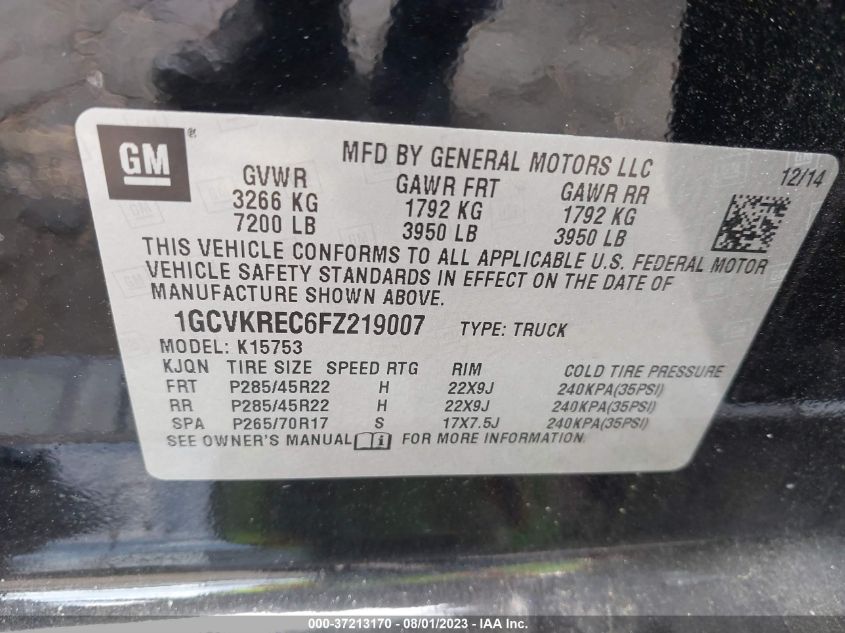 GM ®
MFD BY GENERAL MOTORS LLC
12/14
GVWR GAWR FRT GAWR RR
3266 KG 1792 KG 1792 KG
7200 LB 3950 LB 3950 LB
THIS VEHICLE CONFORMS TO ALL APPLICABLE U.S. FEDERAL MOTOR
VEHICLE SAFETY STANDARDS IN EFFECT ON THE DATE OF
MANUFACTURE SHOWN ABOVE.
1GCVKREC6FZ219007 TYPE: TRUCK
MODEL: K15753
KJQN TIRE SIZE SPEED RTG RIM COLD TIRE PRESSURE
FRT P285/45R22 H 22X9J 240KPA(35PSI)
RR P285/45R22 H 22X9J 240KPA(35PSI)
SPA P265/70R17 S 17X7.5J 240KPA(35PSI)
SEE OWNER'S MANUAL FOR MORE INFORMATION.
000-37213170 - 08/01/2023 - IAA Inc.